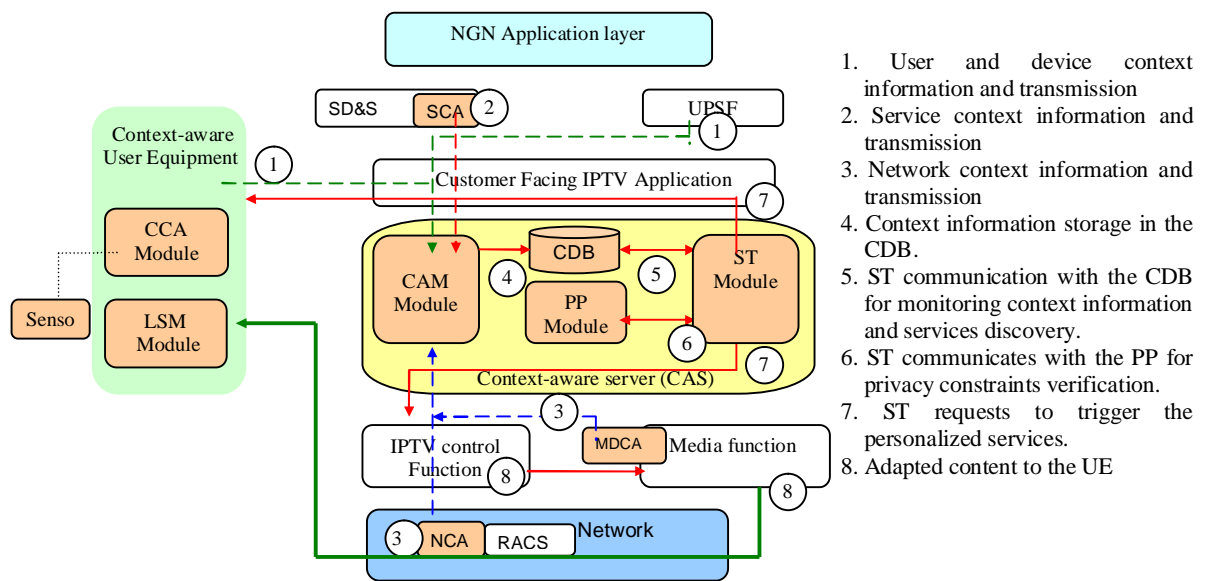 NGN Application layer
SD&S
SCA
2
UPSF
1
Context-aware
User Equipment
1
Customer Facing IPTV Application
7
CCA
Module
CAM
Module
4
CDB
5
ST
Module
PP
Module
6
Senso
LSM
Module
7
Context-aware server (CAS)
3
IPTV control
Function
8
MDCA
Media function
8
3
NCA
RACS
Network
1. User and device context
information and transmission
2. Service context information and
transmission
3. Network context information and
transmission
4. Context information storage in the
CDB.
5. ST communication with the CDB
for monitoring context information
and services discovery.
6. ST communicates with the PP for
privacy constraints verification.
7. ST requests to trigger the
personalized services.
8. Adapted content to the UE